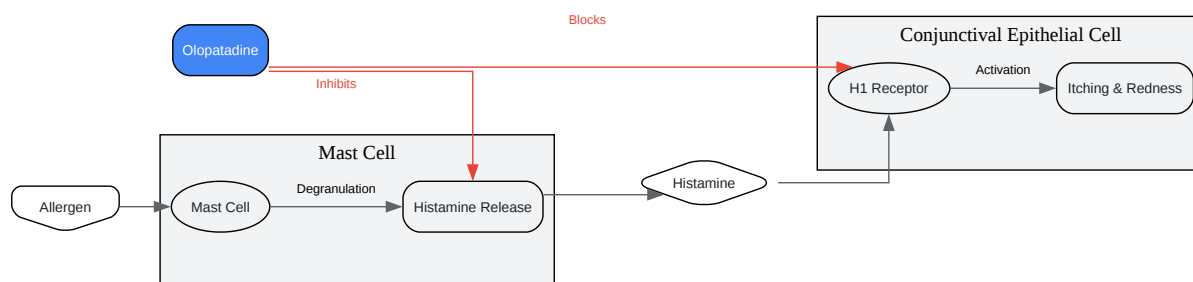 Blocks
Olopatadine
Conjunctival Epithelial Cell
Activation
Inhibits
H1 Receptor
Itching & Redness
Mast Cell
Degranulation
Histamine
Allergen
Mast Cell
Histamine Release